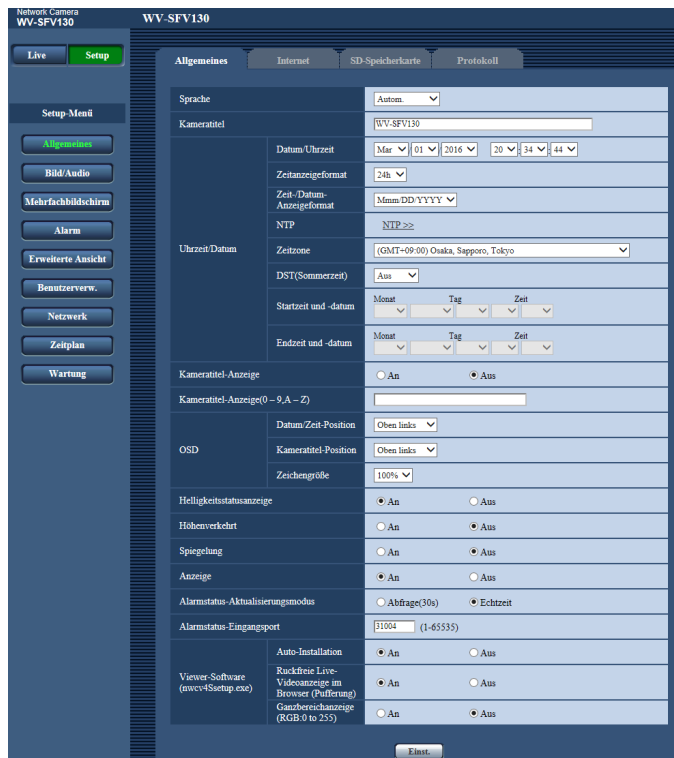 Network Camera
WV-SFV130
WV-SFV130
Live Setup
Allgemeines Internet SD-Speicherkarte Protokoll
Setup-Menü
Allgemeines
Bild/Audio
Mehrfachbildschirm
Alarm
Erweiterte Ansicht
Benutzerverw.
Netzwerk
Zeitplan
Wartung
Sprache Autom.
Kameratitel WV-SFV130
Uhrzeit/Datum
Datum/Uhrzeit Mar / 01 / 2016 20 : 34 : 44
Zeitanzeigeformat 24h
Zeit-/Datum-
Anzeigeformat Mmm/DD/YYYY
NTP NTP >>
Zeitzone (GMT+09:00) Osaka, Sapporo, Tokyo
DST(Sommerzeit) Aus
Startzeit und -datum Monat Tag Zeit
Endzeit und -datum Monat Tag Zeit
Kameratitel-Anzeige An Aus
Kameratitel-Anzeige(0 – 9,A – Z)
OSD
Datum/Zeit-Position Oben links
Kameratitel-Position Oben links
Zeichengröße 100%
Helligkeitsstatusanzeige An Aus
Höhenverkehrt An Aus
Spiegelung An Aus
Anzeige An Aus
Alarmstatus-Aktualisierungsmodus Abfrage(30s) Echtzeit
Alarmstatus-Eingangsport 31004 (1-65535)
Viewer-Software
(nwcv4Ssetup.exe)
Auto-Installation An Aus
Ruckfreie Live-
Videoanzeige im
Browser (Pufferung) An Aus
Ganzbereichanzeige
(RGB:0 to 255) An Aus
Einst.